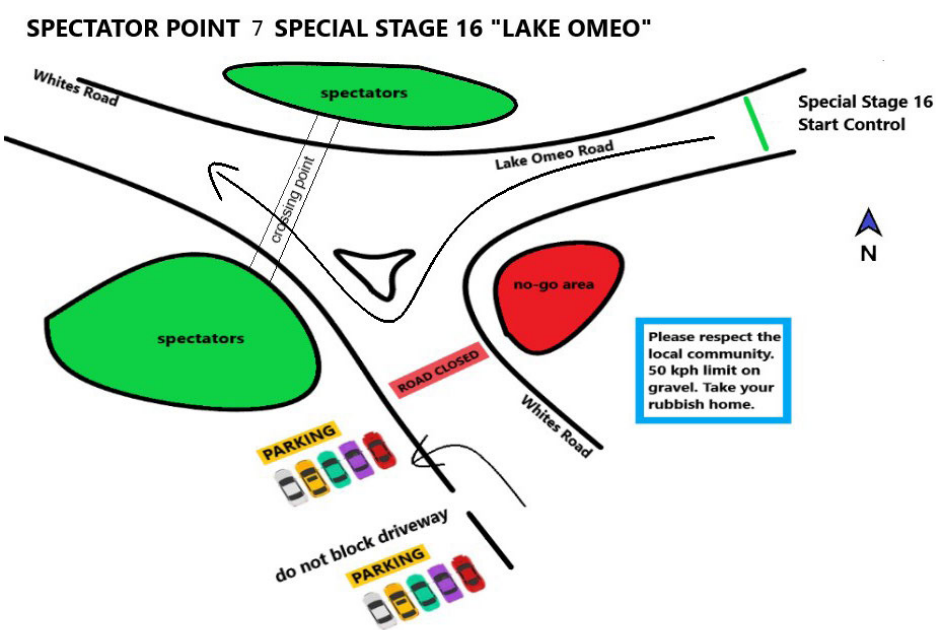 SPECTATOR POINT 7 SPECIAL STAGE 16 "LAKE OMEO"
Whites Road
spectators
Special Stage 16
Start Control
Lake Omeo Road
crossing point
N
no-go area
spectators
Please respect the
local community.
50 kph limit on
gravel. Take your
rubbish home.
ROAD CLOSED
Whites Road
PARKING
do not block driveway
PARKING